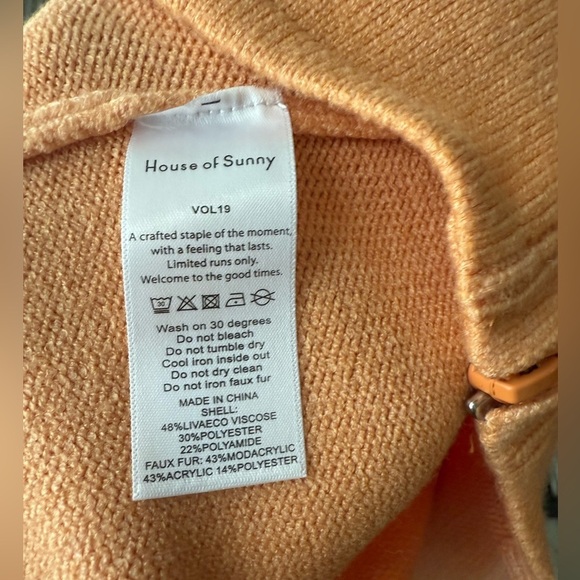 House of Sunny
VOL19
A crafted staple of the moment,
with a feeling that lasts.
Limited runs only.
Welcome to the good times.
30
Wash on 30 degrees
Do not bleach
Do not tumble dry
Cool iron inside out
Do not dry clean
Do not iron faux fur
MADE IN CHINA
SHELL:
48%LIVAECO VISCOSE
30%POLYESTER
22%POLYAMIDE
FAUX FUR: 43%MODACRYLIC
43%ACRYLIC 14%POLYESTER